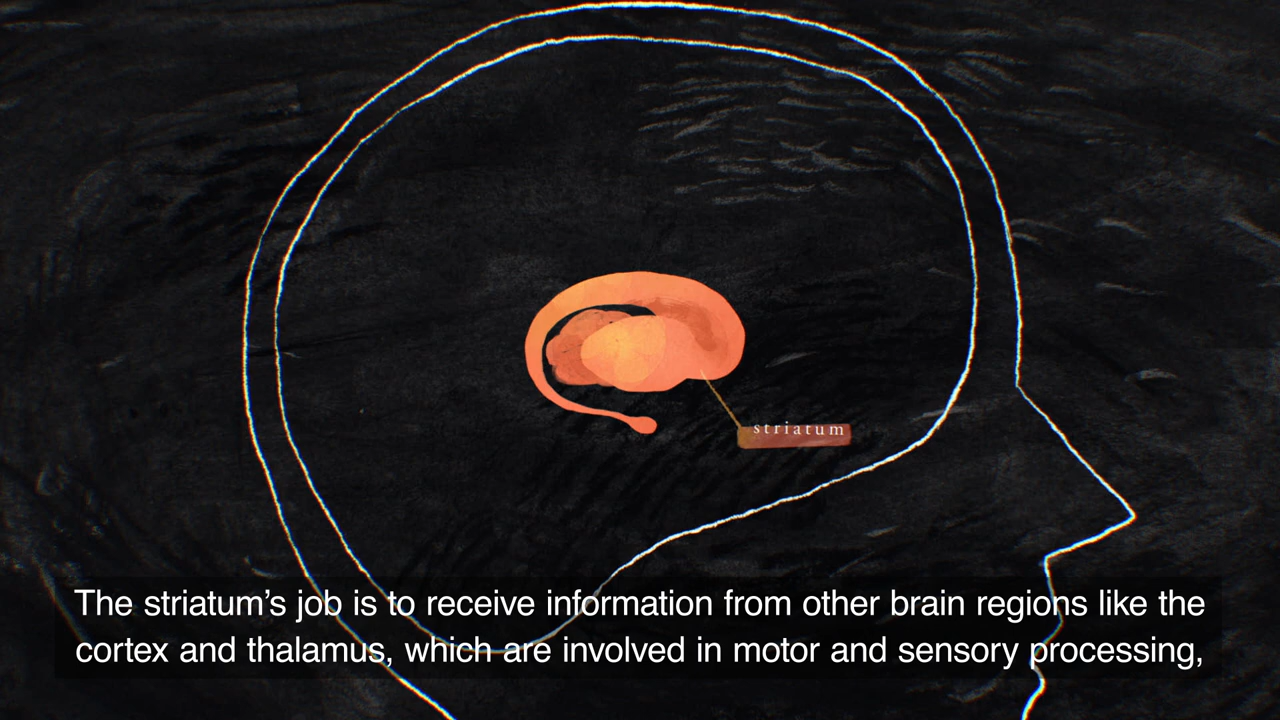 striatum
The striatum’s job is to receive information from other brain regions like the
cortex and thalamus, which are involved in motor and sensory processing,